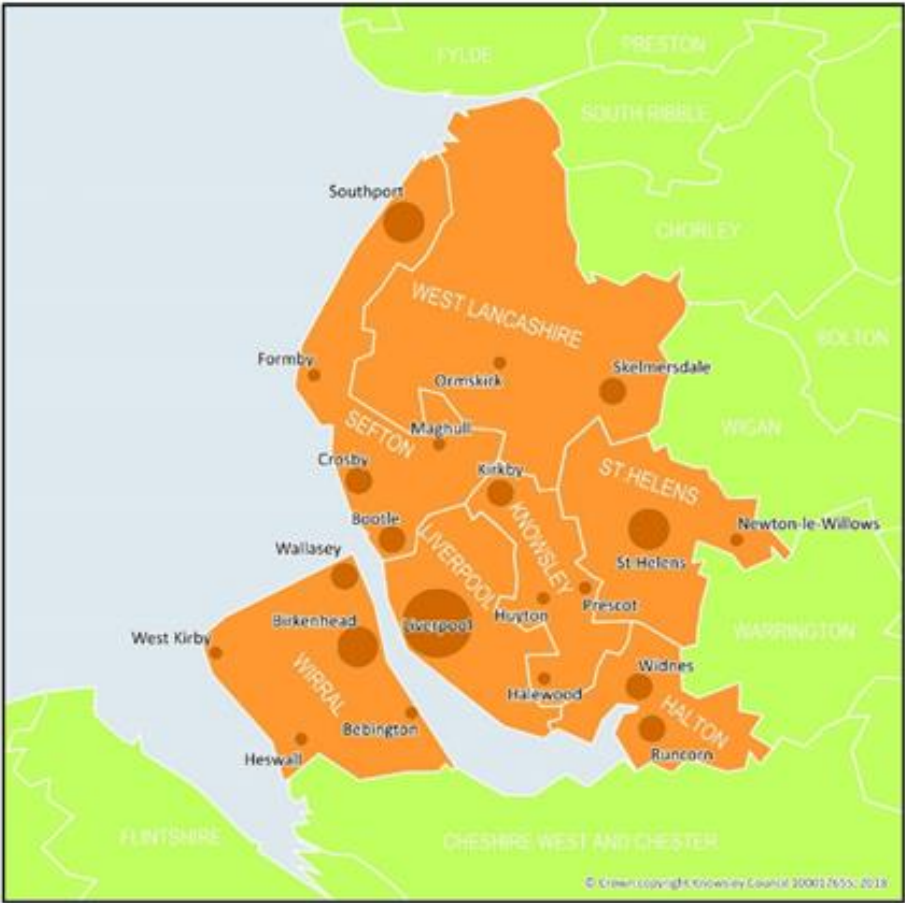 FYLDE
PRESTON
SOUTH RIBBLE
Southport
CHORLEY
WEST LANCASHIRE
BOLTON
Formby
Ormskirk
Skelmersdale
SEFTON
Maghull
WIGAN
Crosby
Kirkby
ST.HELENS
Bootle
KNOWSLEY
Newton-le-Willows
Wallasey
LIVERPOOL
St Helens
Birkenhead
Liverpool
Huyton
Prescot
West Kirby
WARRINGTON
WIRRAL
Widnes
Halewood
HALTON
Bebington
Heswall
Runcorn
FLINTSHIRE
CHESHIRE WEST AND CHESTER
© Crown copyright Knowsley Council 100017655, 2018